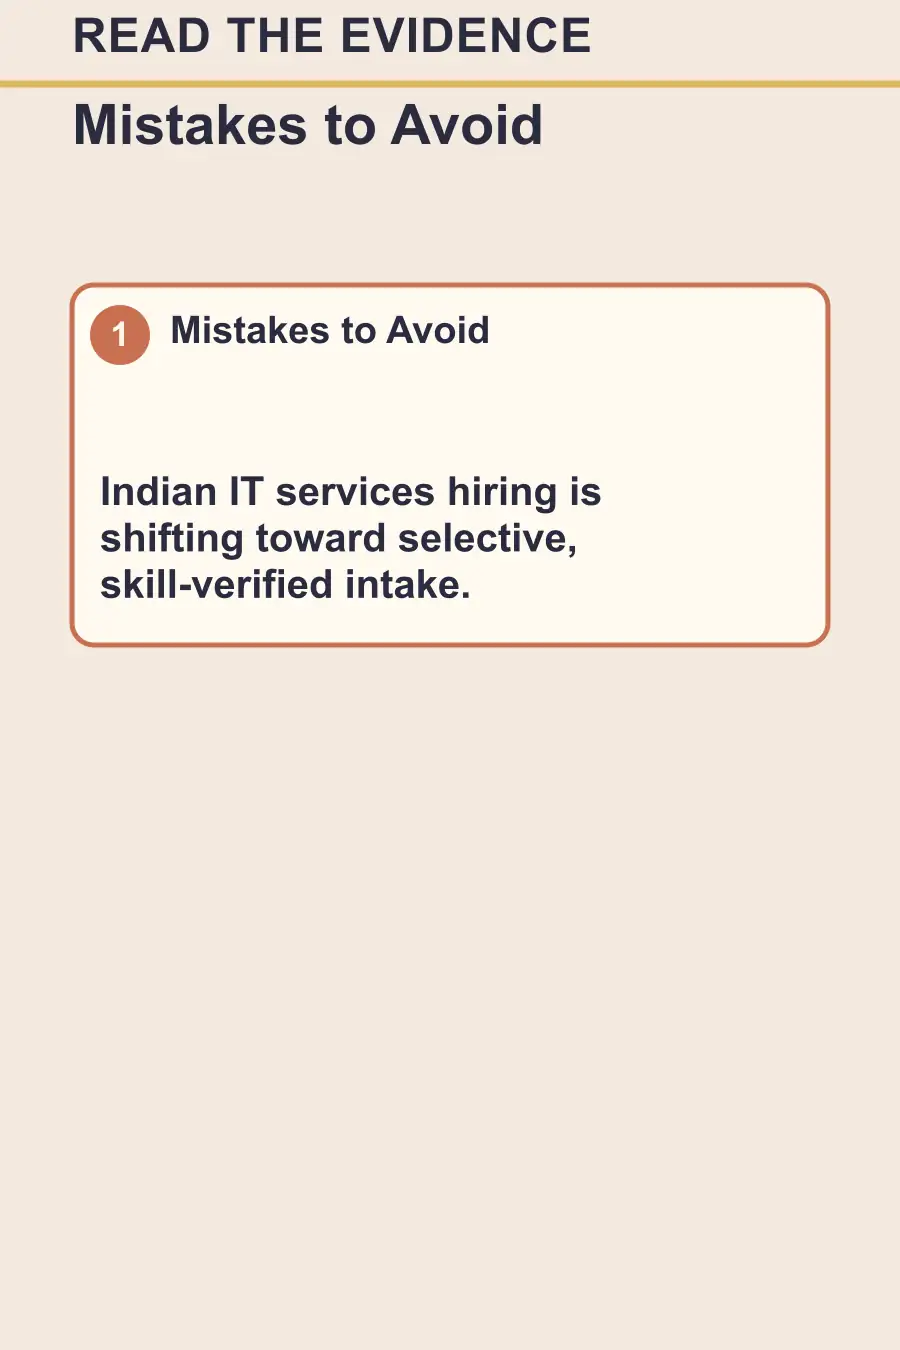 READ THE EVIDENCE
Mistakes to Avoid
1 Mistakes to Avoid
Indian IT services hiring is
shifting toward selective,
skill-verified intake.